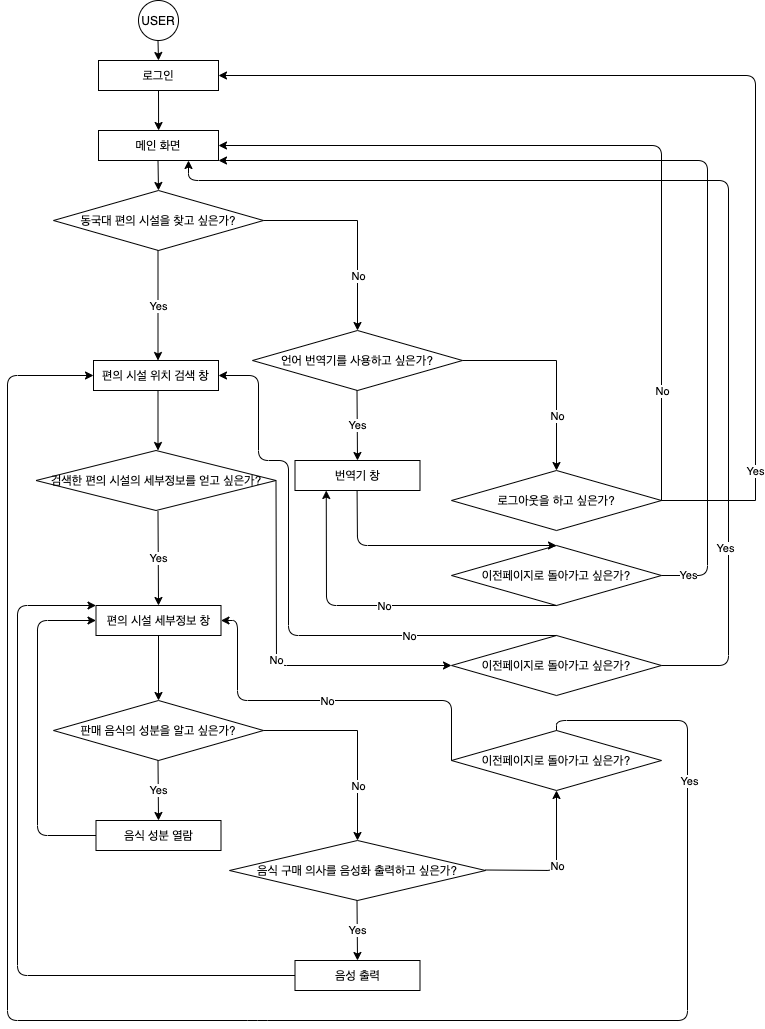 USER
로그인
메인 화면
동국대 편의 시설을 찾고 싶은가?
No
Yes
언어 번역기를 사용하고 싶은가?
편의 시설 위치 검색 창
No
No
Yes
번역기 창
Yes
검색한 편의 시설의 세부정보를 얻고 싶은가?
로그아웃을 하고 싶은가?
Yes
Yes
이전페이지로 돌아가고 싶은가?
Yes
No
편의 시설 세부정보 창
No
No
이전페이지로 돌아가고 싶은가?
No
판매 음식의 성분을 알고 싶은가?
이전페이지로 돌아가고 싶은가?
Yes
Yes
No
음식 성분 열람
No
음식 구매 의사를 음성화 출력하고 싶은가?
Yes
음성 출력